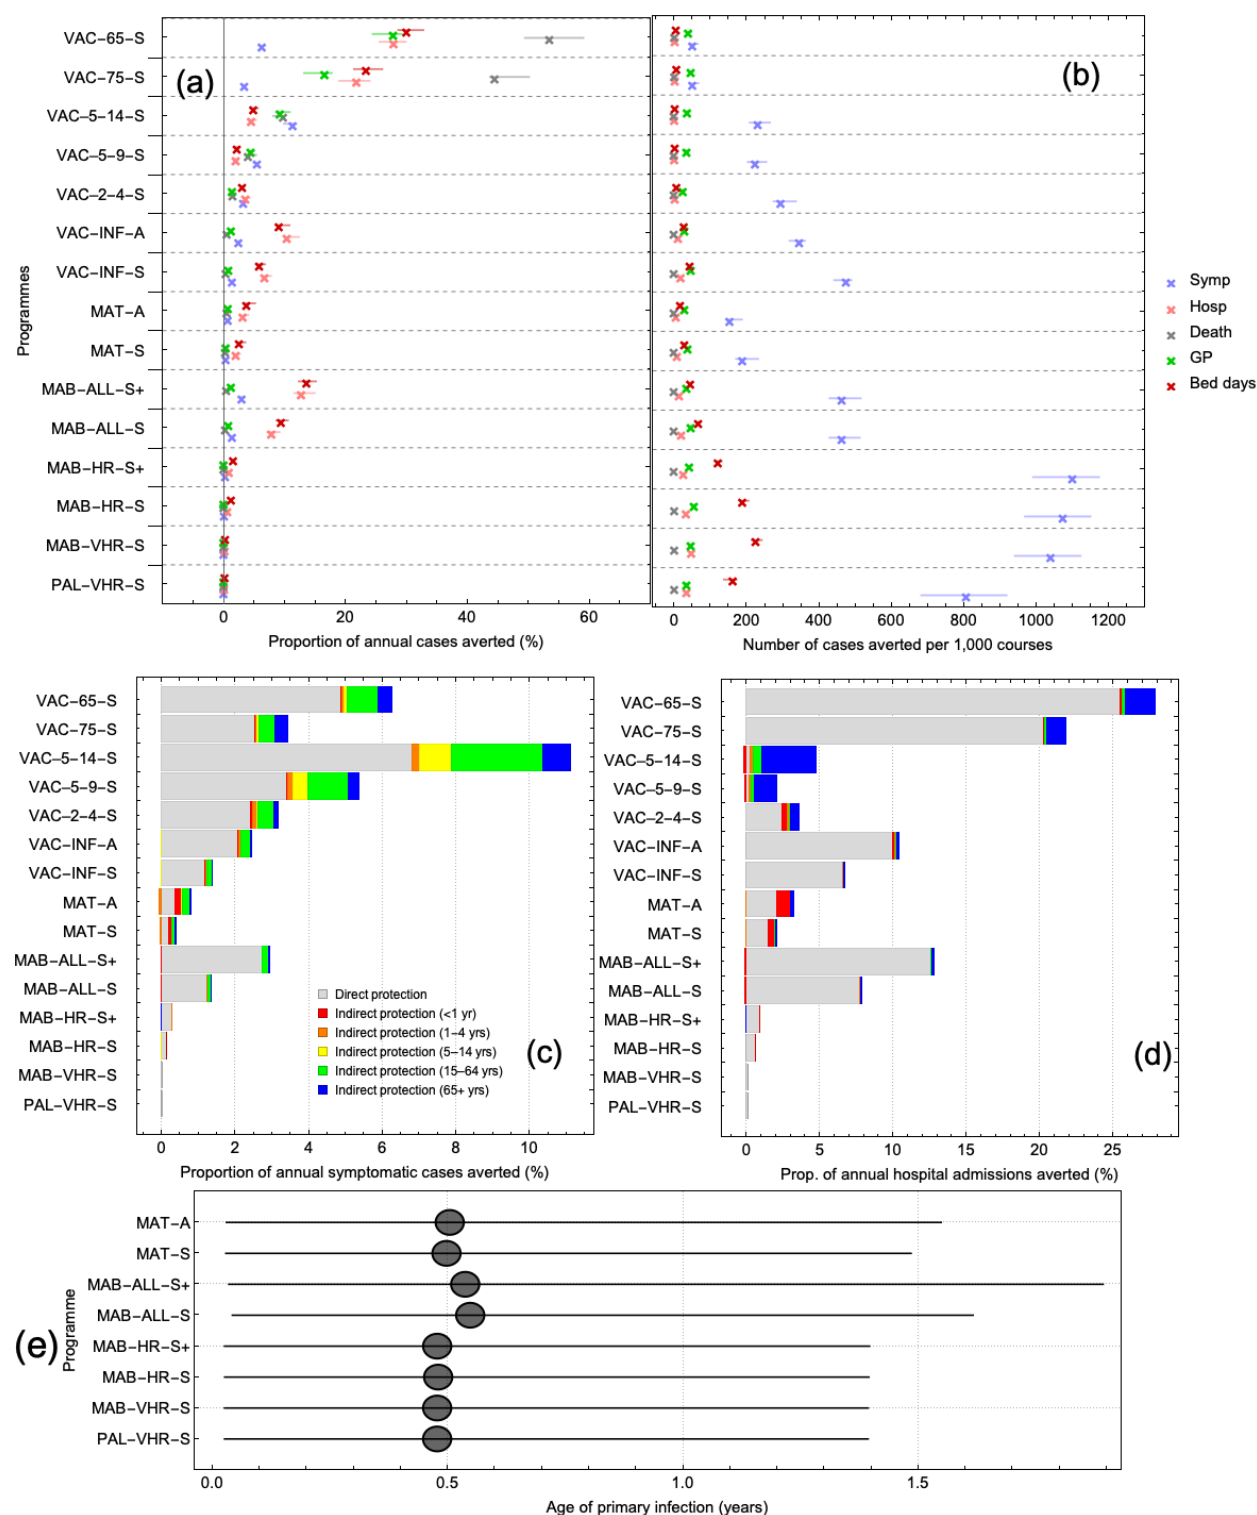 VAC-65-S
VAC-75-S
VAC-5-14-S
VAC-5-9-S
VAC-2-4-S
VAC-INF-A
VAC-INF-S
MAT-A
MAT-S
MAB-ALL-S+
MAB-ALL-S
MAB-HR-S+
MAB-HR-S
MAB-VHR-S
PAL-VHR-S
Programmes
(a)
0 20 40 60
Proportion of annual cases averted (%)
(b)
0 200 400 600 800 1000 1200
Number of cases averted per 1,000 courses
Symp
Hosp
Death
GP
Bed days
VAC-65-S
VAC-75-S
VAC-5-14-S
VAC-5-9-S
VAC-2-4-S
VAC-INF-A
VAC-INF-S
MAT-A
MAT-S
MAB-ALL-S+
MAB-ALL-S
MAB-HR-S+
MAB-HR-S
MAB-VHR-S
PAL-VHR-S
Direct protection
Indirect protection (<1 yr)
Indirect protection (1-4 yrs)
Indirect protection (5-14 yrs)
Indirect protection (15-64 yrs)
Indirect protection (65+ yrs)
(c)
0 2 4 6 8 10
Proportion of annual symptomatic cases averted (%)
VAC-65-S
VAC-75-S
VAC-5-14-S
VAC-5-9-S
VAC-2-4-S
VAC-INF-A
VAC-INF-S
MAT-A
MAT-S
MAB-ALL-S+
MAB-ALL-S
MAB-HR-S+
MAB-HR-S
MAB-VHR-S
PAL-VHR-S
(d)
0 5 10 15 20 25
Prop. of annual hospital admissions averted (%)
MAT-A
MAT-S
MAB-ALL-S+
MAB-ALL-S
MAB-HR-S+
MAB-HR-S
MAB-VHR-S
PAL-VHR-S
(e)
Programme
0.0 0.5 1.0 1.5
Age of primary infection (years)